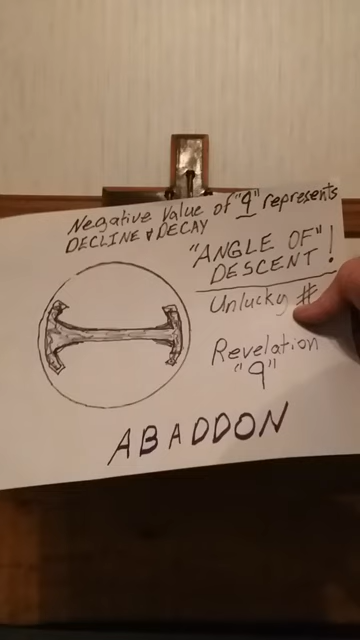 Negative Value of "9" represents
DECLINE & DECAY
"ANGLE OF"
DESCENT!
Unlucky #
Revelation
"9"
ABADDON